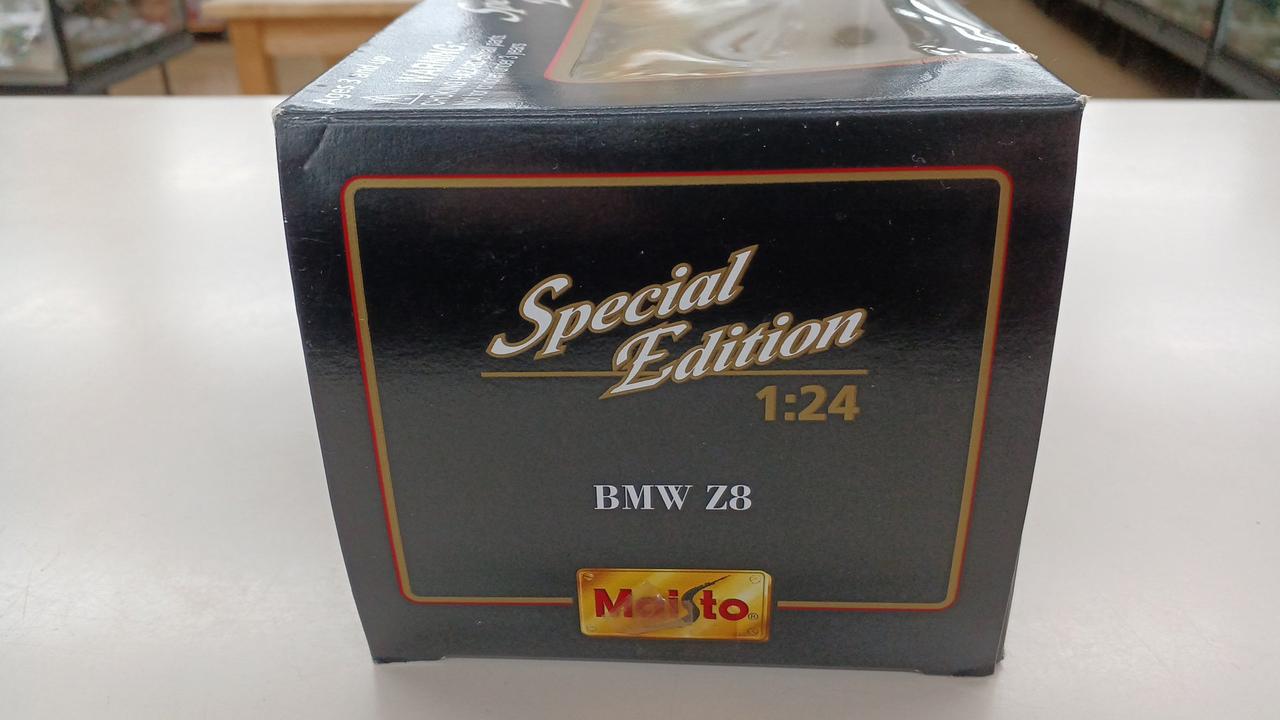 Special
Edition
1:24
BMW Z8
Maisto®
WARNING: